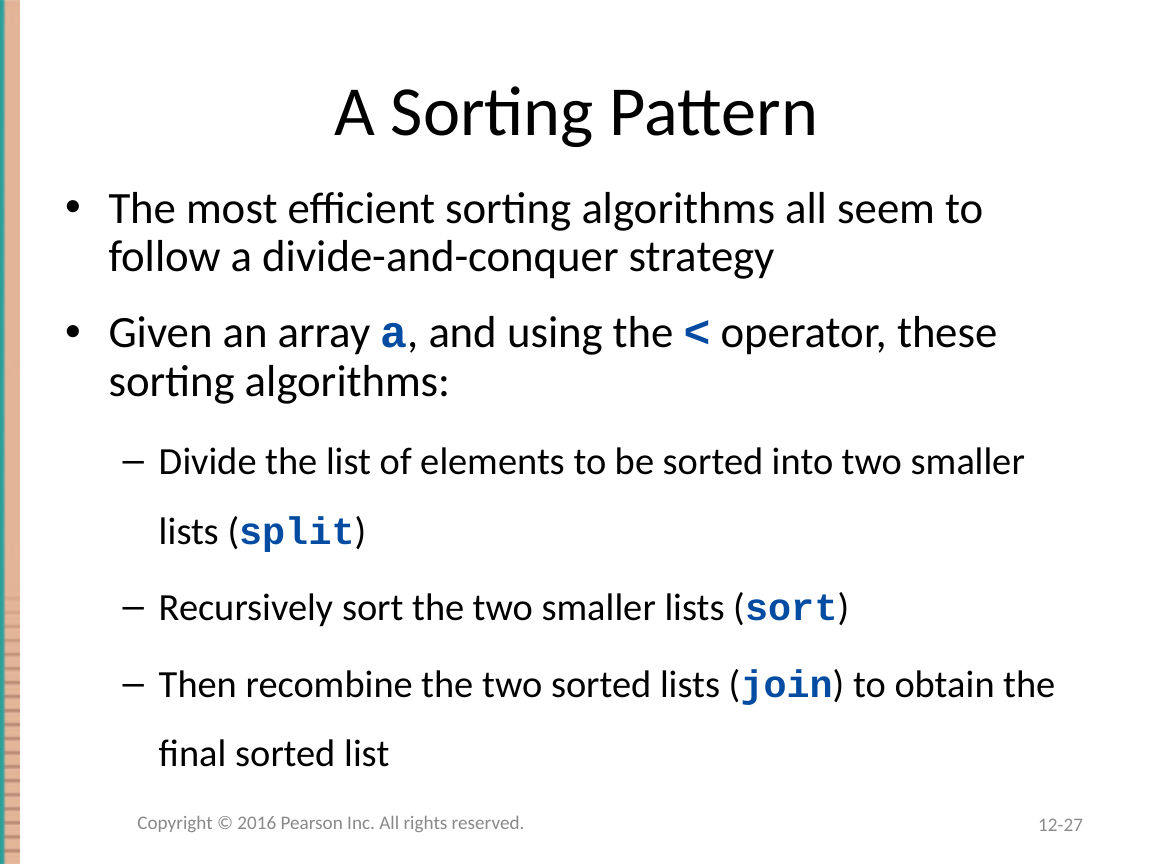 A Sorting Pattern
• The most efficient sorting algorithms all seem to
follow a divide-and-conquer strategy
• Given an array a, and using the < operator, these
sorting algorithms:
– Divide the list of elements to be sorted into two smaller
lists (split)
– Recursively sort the two smaller lists (sort)
– Then recombine the two sorted lists (join) to obtain the
final sorted list
Copyright © 2016 Pearson Inc. All rights reserved.
12-27